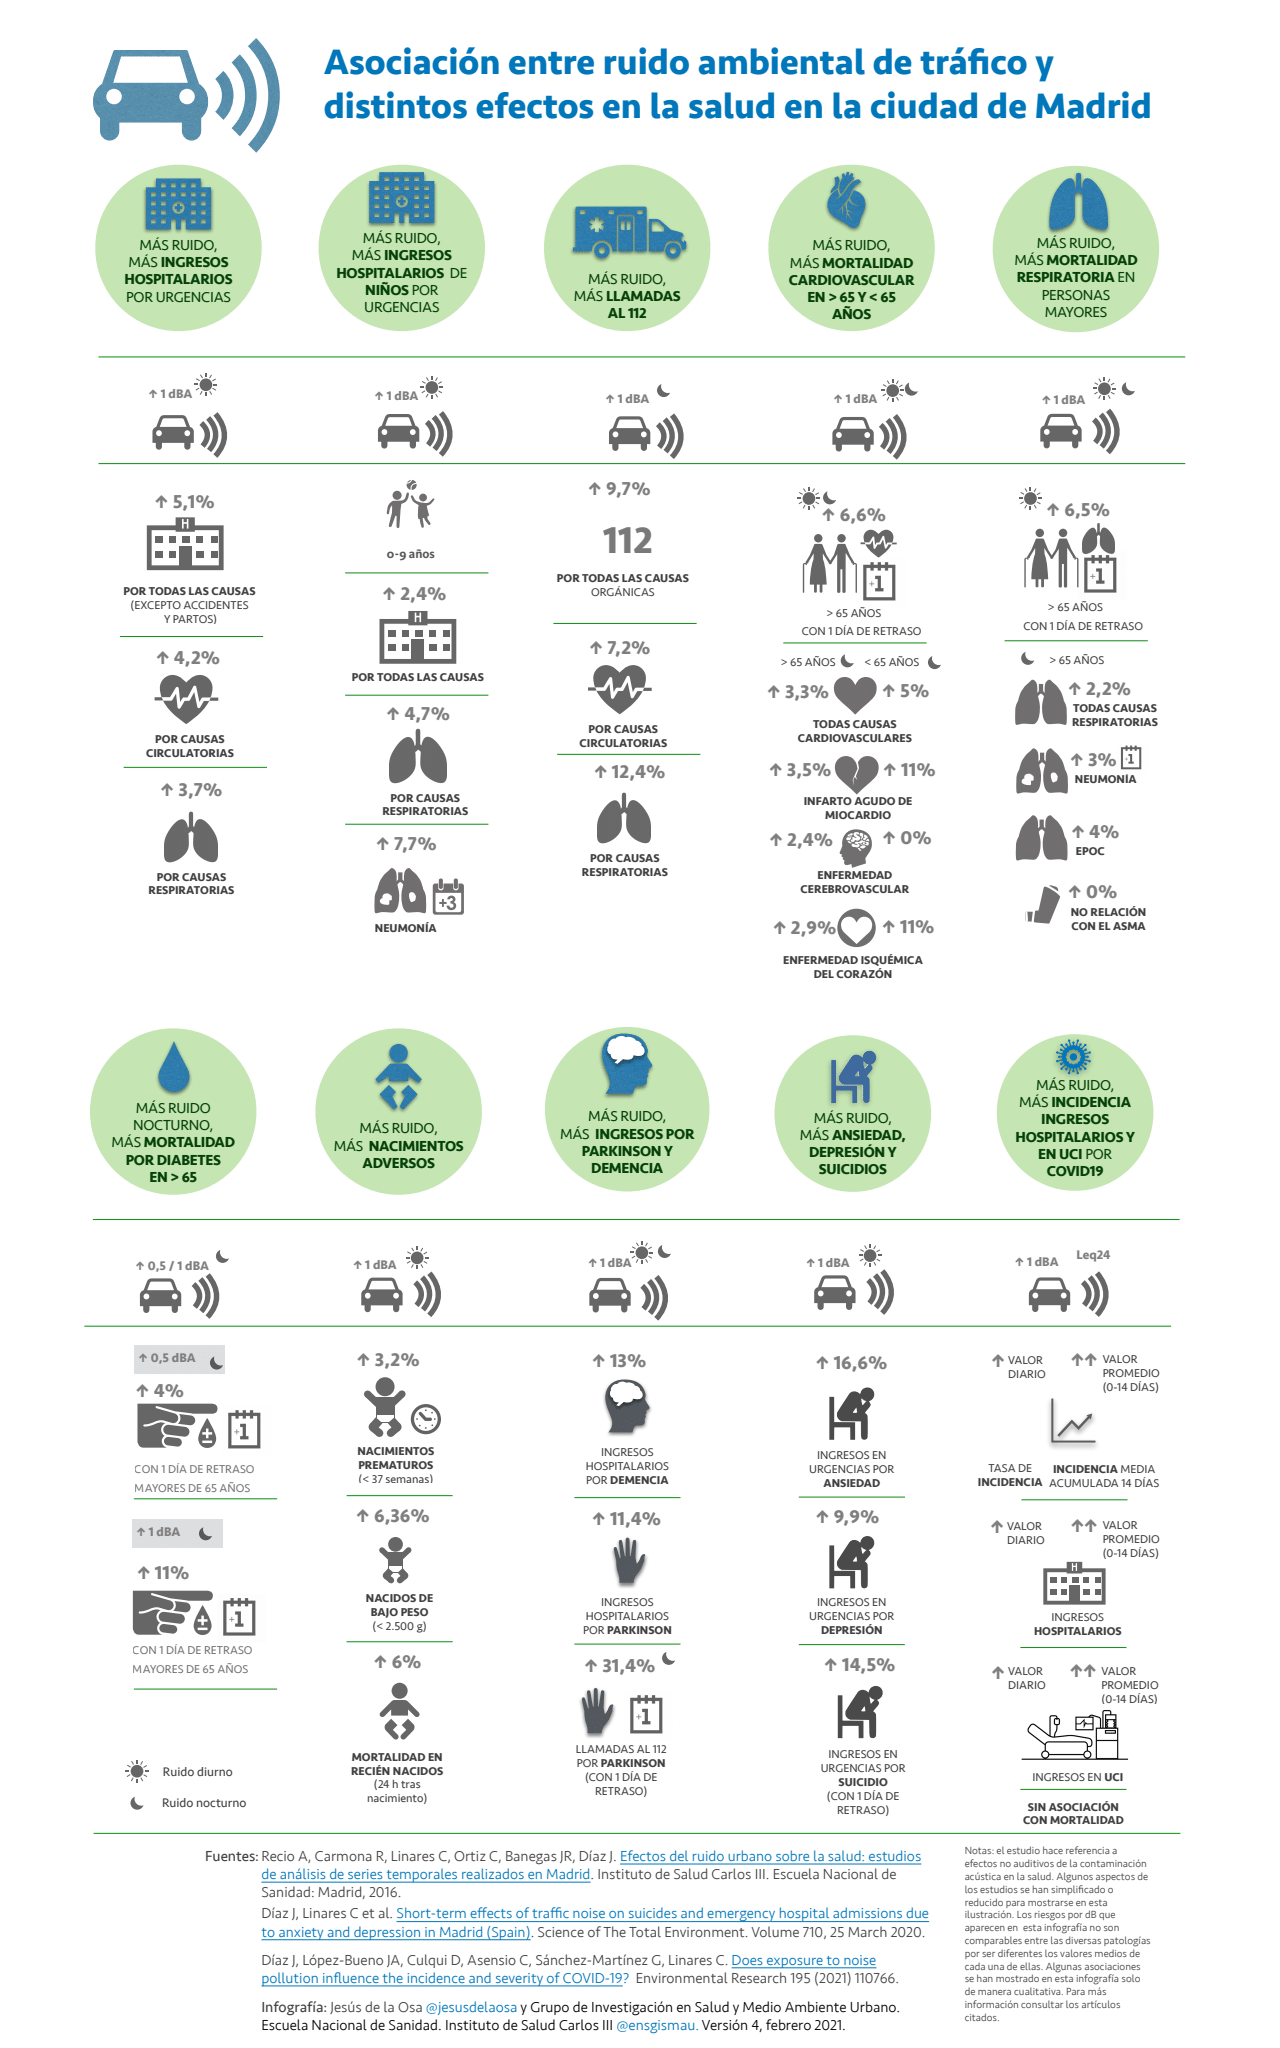 Asociación entre ruido ambiental de tráfico y
distintos efectos en la salud en la ciudad de Madrid
MÁS RUIDO,
MÁS INGRESOS
HOSPITALARIOS
POR URGENCIAS
MÁS RUIDO,
MÁS INGRESOS
HOSPITALARIOS DE
NIÑOS POR
URGENCIAS
MÁS RUIDO,
MÁS LLAMADAS
AL 112
MÁS RUIDO,
MÁS MORTALIDAD
CARDIOVASCULAR
EN > 65 Y < 65
AÑOS
MÁS RUIDO,
MÁS MORTALIDAD
RESPIRATORIA EN
PERSONAS
MAYORES
↑ 1 dBA
↑ 1 dBA
↑ 1 dBA
↑ 1 dBA
↑ 1 dBA
↑ 5,1%
H
POR TODAS LAS CAUSAS
(EXCEPTO ACCIDENTES
Y PARTOS)
↑ 4,2%
POR CAUSAS
CIRCULATORIAS
↑ 3,7%
POR CAUSAS
RESPIRATORIAS
0-9 años
↑ 2,4%
H
POR TODAS LAS CAUSAS
↑ 4,7%
POR CAUSAS
RESPIRATORIAS
↑ 7,7%
+3
NEUMONÍA
↑ 9,7%
112
POR TODAS LAS CAUSAS
ORGÁNICAS
↑ 7,2%
POR CAUSAS
CIRCULATORIAS
↑ 12,4%
POR CAUSAS
RESPIRATORIAS
↑ 6,6%
+1
> 65 AÑOS
CON 1 DÍA DE RETRASO
> 65 AÑOS < 65 AÑOS
↑ 3,3% ↑ 5%
TODAS CAUSAS
CARDIOVASCULARES
↑ 3,5% ↑ 11%
INFARTO AGUDO DE
MIOCARDIO
↑ 2,4% ↑ 0%
ENFERMEDAD
CEREBROVASCULAR
↑ 2,9% ↑ 11%
ENFERMEDAD ISQUÉMICA
DEL CORAZÓN
↑ 6,5%
+1
> 65 AÑOS
CON 1 DÍA DE RETRASO
> 65 AÑOS
↑ 2,2%
TODAS CAUSAS
RESPIRATORIAS
↑ 3% +1
NEUMONÍA
↑ 4%
EPOC
↑ 0%
NO RELACIÓN
CON EL ASMA
MÁS RUIDO
NOCTURNO,
MÁS MORTALIDAD
POR DIABETES
EN > 65
MÁS RUIDO,
MÁS NACIMIENTOS
ADVERSOS
MÁS RUIDO,
MÁS INGRESOS POR
PARKINSON Y
DEMENCIA
MÁS RUIDO,
MÁS ANSIEDAD,
DEPRESIÓN Y
SUICIDIOS
MÁS RUIDO,
MÁS INCIDENCIA
INGRESOS
HOSPITALARIOS Y
EN UCI POR
COVID19
↑ 0,5 / 1 dBA
↑ 1 dBA
↑ 1 dBA
↑ 1 dBA
↑ 1 dBA Leq24
↑ 0,5 dBA
↑ 4%
+1
CON 1 DÍA DE RETRASO
MAYORES DE 65 AÑOS
↑ 1 dBA
↑ 11%
+1
CON 1 DÍA DE RETRASO
MAYORES DE 65 AÑOS
Ruido diurno
Ruido nocturno
↑ 3,2%
NACIMIENTOS
PREMATUROS
(< 37 semanas)
↑ 6,36%
NACIDOS DE
BAJO PESO
(< 2.500 g)
↑ 6%
MORTALIDAD EN
RECIÉN NACIDOS
(24 h tras
nacimiento)
↑ 13%
INGRESOS
HOSPITALARIOS
POR DEMENCIA
↑ 11,4%
INGRESOS
HOSPITALARIOS
POR PARKINSON
↑ 31,4%
+1
LLAMADAS AL 112
POR PARKINSON
(CON 1 DÍA DE
RETRASO)
↑ 16,6%
INGRESOS EN
URGENCIAS POR
ANSIEDAD
↑ 9,9%
INGRESOS EN
URGENCIAS POR
DEPRESIÓN
↑ 14,5%
INGRESOS EN
URGENCIAS POR
SUICIDIO
(CON 1 DÍA DE
RETRASO)
↑ VALOR
DIARIO
↑↑ VALOR
PROMEDIO
(0-14 DÍAS)
TASA DE
INCIDENCIA
INCIDENCIA MEDIA
ACUMULADA 14 DÍAS
↑ VALOR
DIARIO
↑↑ VALOR
PROMEDIO
(0-14 DÍAS)
H
INGRESOS
HOSPITALARIOS
↑ VALOR
DIARIO
↑↑ VALOR
PROMEDIO
(0-14 DÍAS)
INGRESOS EN UCI
SIN ASOCIACIÓN
CON MORTALIDAD
Fuentes: Recio A, Carmona R, Linares C, Ortiz C, Banegas JR, Díaz J. Efectos del ruido urbano sobre la salud: estudios
de análisis de series temporales realizados en Madrid. Instituto de Salud Carlos III. Escuela Nacional de
Sanidad: Madrid, 2016.
Díaz J, Linares C et al. Short-term effects of traffic noise on suicides and emergency hospital admissions due
to anxiety and depression in Madrid (Spain). Science of The Total Environment. Volume 710, 25 March 2020.
Díaz J, López-Bueno JA, Culqui D, Asensio C, Sánchez-Martínez G, Linares C. Does exposure to noise
pollution influence the incidence and severity of COVID-19? Environmental Research 195 (2021) 110766.
Infografía: Jesús de la Osa @jesusdelaosa y Grupo de Investigación en Salud y Medio Ambiente Urbano.
Escuela Nacional de Sanidad. Instituto de Salud Carlos III @ensgismau. Versión 4, febrero 2021.
Notas: el estudio hace referencia a
efectos no auditivos de la contaminación
acústica en la salud. Algunos aspectos de
los estudios se han simplificado o
reducido para mostrarse en esta
ilustración. Los riesgos por dB que
aparecen en esta infografía no son
comparables entre las diversas patologías
por ser diferentes los valores medios de
cada una de ellas. Algunas asociaciones
se han mostrado en esta infografía solo
de manera cualitativa. Para más
información consultar los artículos
citados.